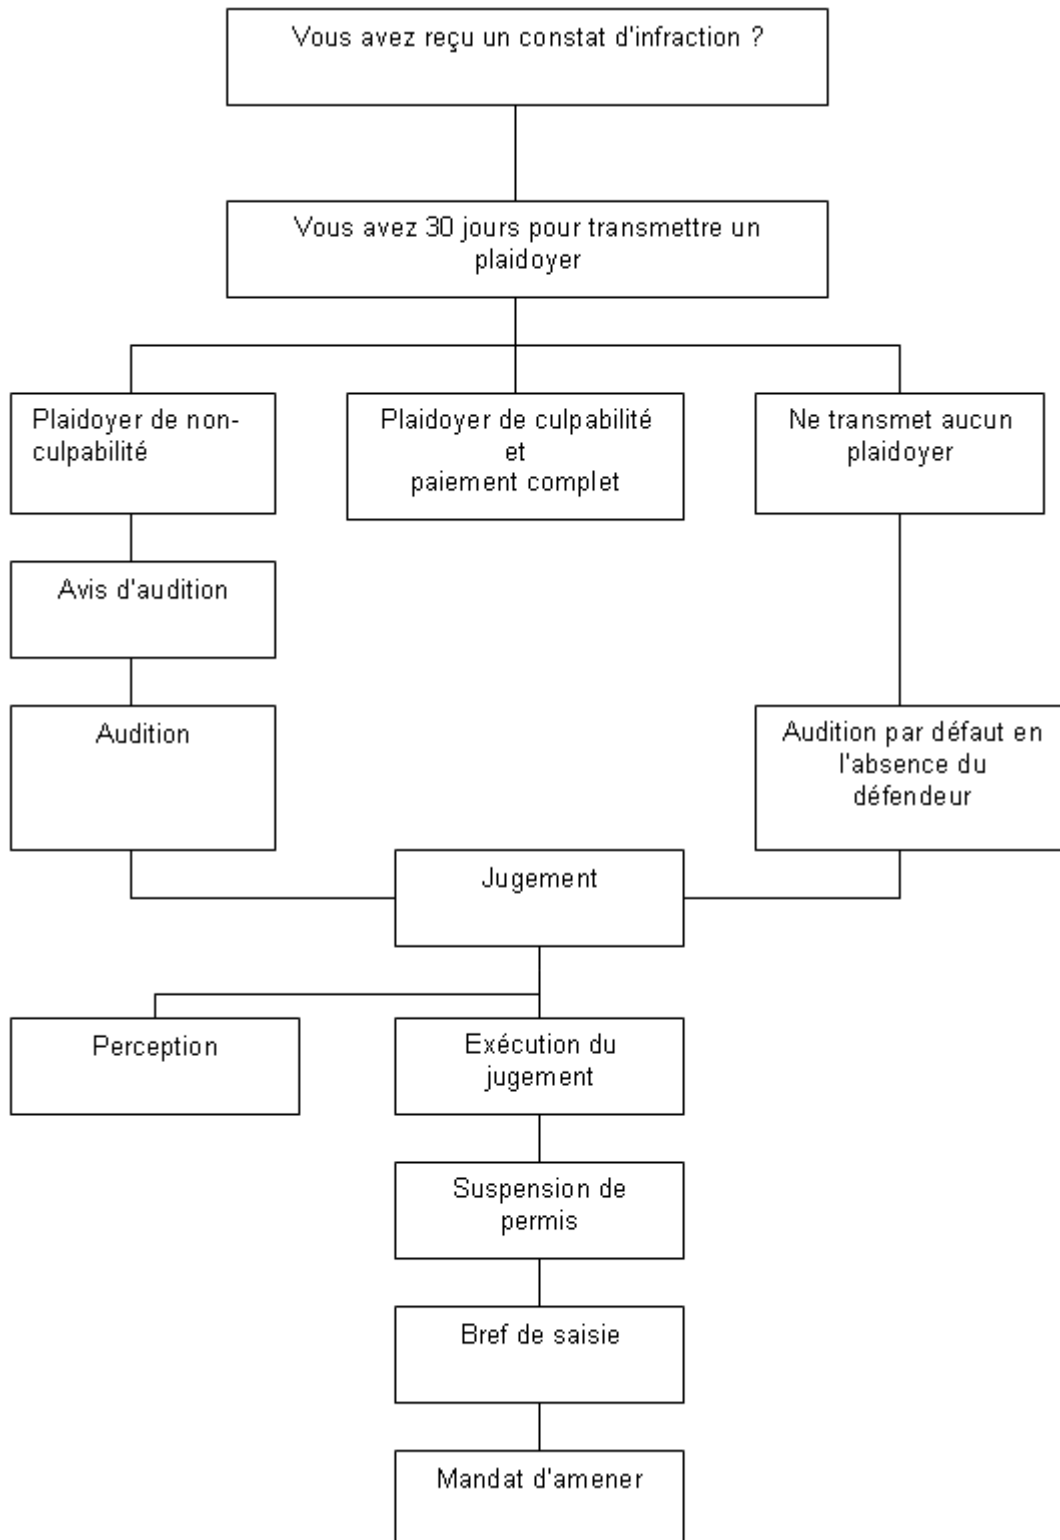 Vous avez reçu un constat d'infraction ?
Vous avez 30 jours pour transmettre un
plaidoyer
Plaidoyer de non-
culpabilité
Plaidoyer de culpabilité
et
paiement complet
Ne transmet aucun
plaidoyer
Avis d'audition
Audition
Audition par défaut en
l'absence du
défendeur
Jugement
Perception
Exécution du
jugement
Suspension de
permis
Bref de saisie
Mandat d'amener